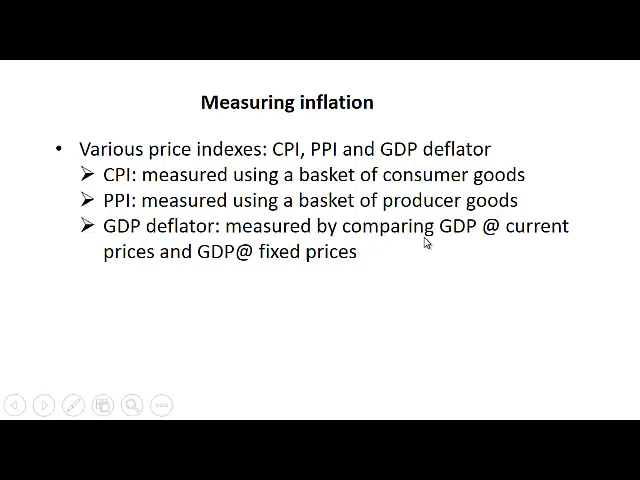 Measuring inflation
• Various price indexes: CPI, PPI and GDP deflator
➢ CPI: measured using a basket of consumer goods
➢ PPI: measured using a basket of producer goods
➢ GDP deflator: measured by comparing GDP @ current
prices and GDP@ fixed prices